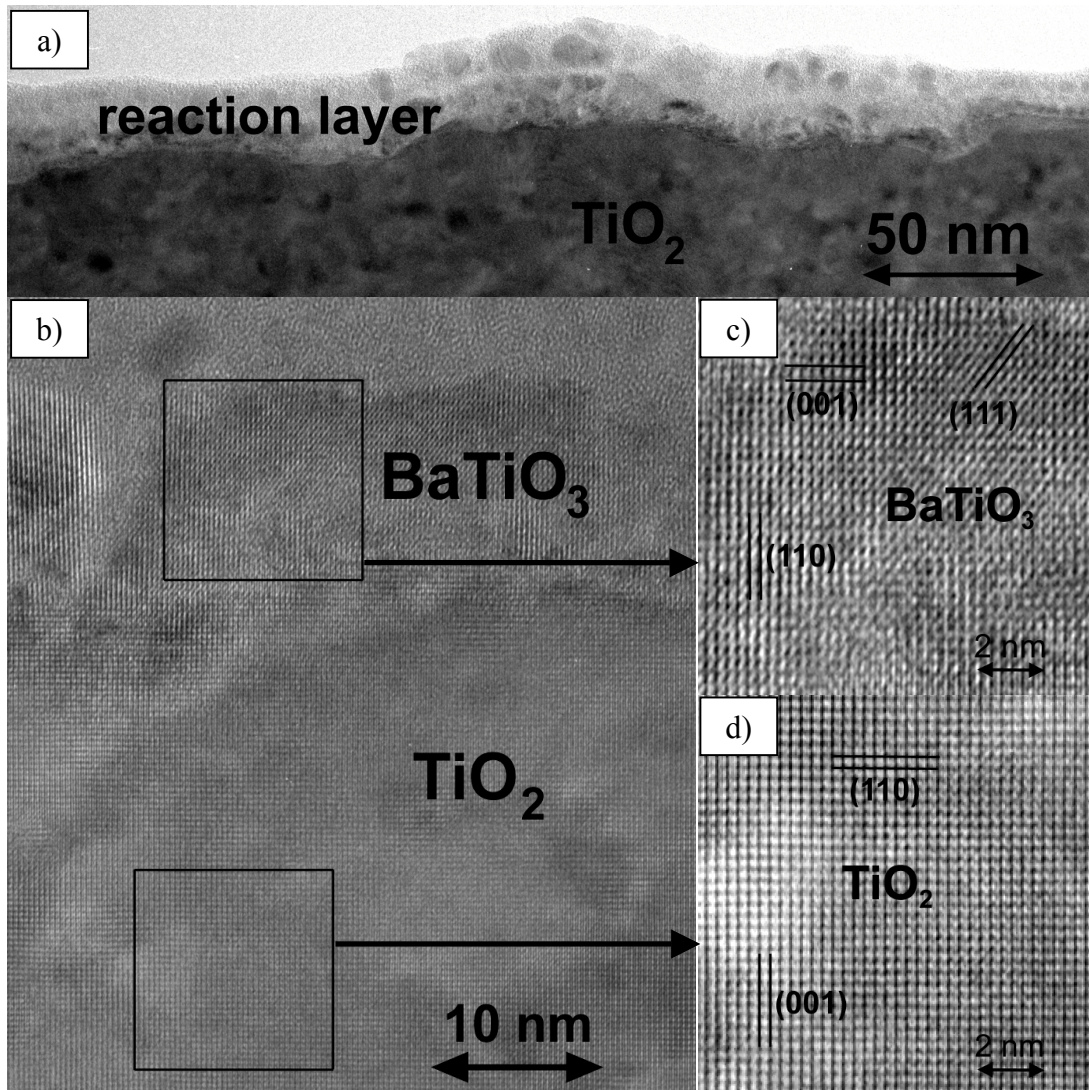 a)
reaction layer
TiO₂
50 nm
b)
BaTiO₃
TiO₂
10 nm
c)
(001)
(111)
BaTiO₃
(110)
2 nm
d)
(110)
TiO₂
(001)
2 nm